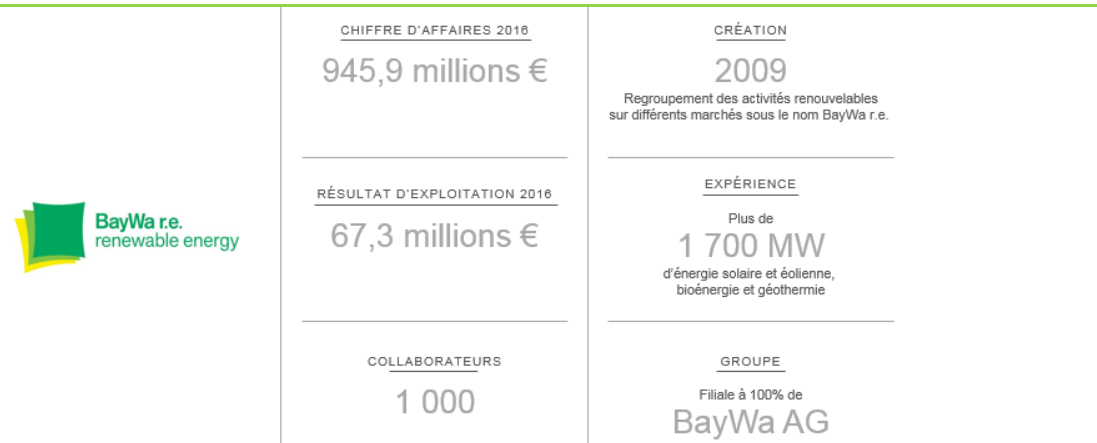 BayWa r.e.
renewable energy
CHIFFRE D'AFFAIRES 2016
945,9 millions €
RÉSULTAT D'EXPLOITATION 2016
67,3 millions €
COLLABORATEURS
1 000
CRÉATION
2009
Regroupement des activités renouvelables
sur différents marchés sous le nom BayWa r.e.
EXPÉRIENCE
Plus de
1 700 MW
d'énergie solaire et éolienne,
bioénergie et géothermie
GROUPE
Filiale à 100% de
BayWa AG